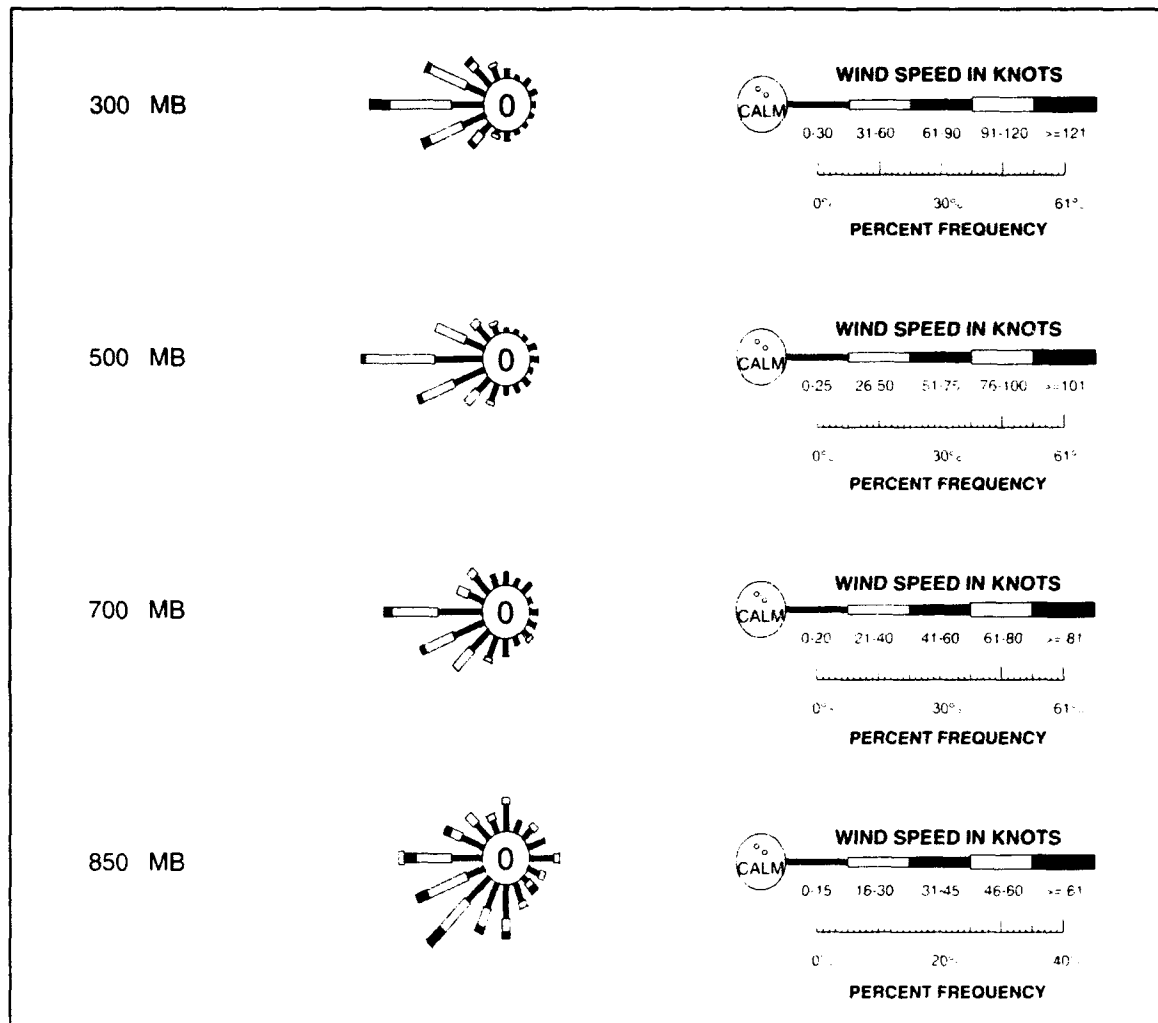 300 MB
0
WIND SPEED IN KNOTS
CALM
0-30 31-60 61-90 91-120 >=121
0% 30% 61%
PERCENT FREQUENCY
500 MB
0
WIND SPEED IN KNOTS
CALM
0-25 26-50 51-75 76-100 >=101
0% 30% 61%
PERCENT FREQUENCY
700 MB
0
WIND SPEED IN KNOTS
CALM
0-20 21-40 41-60 61-80 >=81
0% 30% 61%
PERCENT FREQUENCY
850 MB
0
WIND SPEED IN KNOTS
CALM
0-15 16-30 31-45 46-60 >=61
0% 20% 40%
PERCENT FREQUENCY